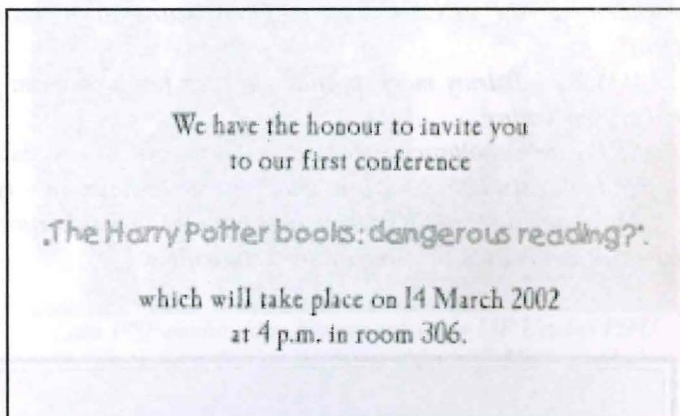 We have the honour to invite you
to our first conference
„The Harry Potter books: dangerous reading?".
which will take place on 14 March 2002
at 4 p.m. in room 306.